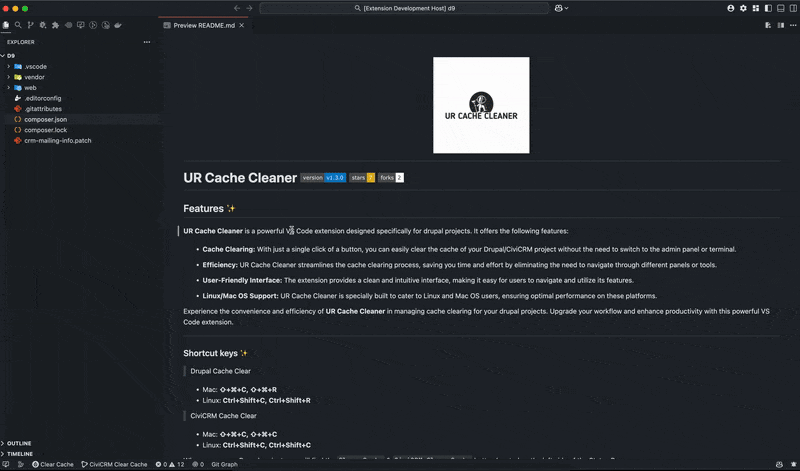 [Extension Development Host] d9
EXPLORER
Preview README.md
D9
.vscode
vendor
web
.editorconfig
.gitattributes
composer.json
composer.lock
crm-mailing-info.patch
UR CACHE CLEANER
UR Cache Cleaner version v1.3.0 stars 7 forks 2
Features ✨
UR Cache Cleaner is a powerful VS Code extension designed specifically for drupal projects. It offers the following features:
• Cache Clearing: With just a single click of a button, you can easily clear the cache of your Drupal/CiviCRM project without the need to switch to the admin panel or terminal.
• Efficiency: UR Cache Cleaner streamlines the cache clearing process, saving you time and effort by eliminating the need to navigate through different panels or tools.
• User-Friendly Interface: The extension provides a clean and intuitive interface, making it easy for users to navigate and utilize its features.
• Linux/Mac OS Support: UR Cache Cleaner is specially built to cater to Linux and Mac OS users, ensuring optimal performance on these platforms.
Experience the convenience and efficiency of UR Cache Cleaner in managing cache clearing for your drupal projects. Upgrade your workflow and enhance productivity with this powerful VS
Code extension.
Shortcut keys ✨
Drupal Cache Clear
• Mac: ⇧+⌘+C, ⇧+⌘+R
• Linux: Ctrl+Shift+C, Ctrl+Shift+R
CiviCRM Cache Clear
• Mac: ⇧+⌘+C, ⇧+⌘+C
• Linux: Ctrl+Shift+C, Ctrl+Shift+C
OUTLINE
TIMELINE
Clear Cache CiviCRM Clear Cache 0 12 0 Git Graph